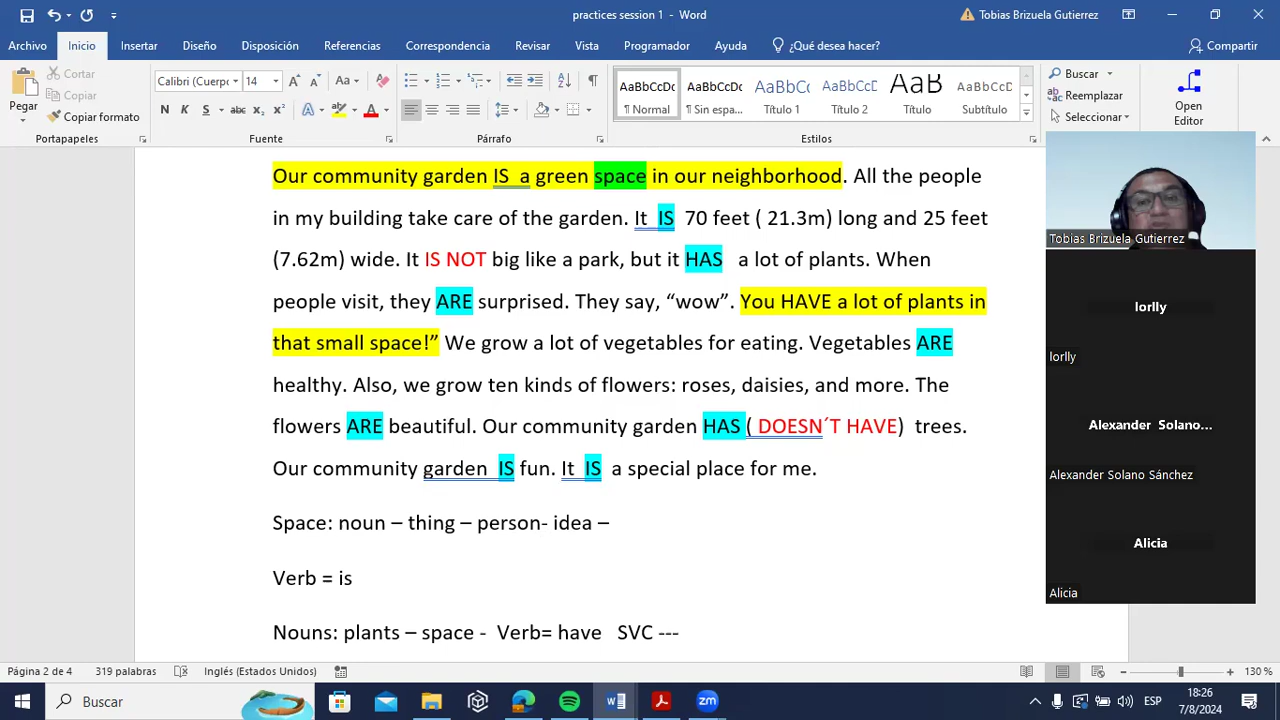 practices session 1 - Word
Tobias Brizuela Gutierrez
Archivo Inicio Insertar Diseño Disposición Referencias Correspondencia Revisar Vista Programador Ayuda ¿Qué desea hacer? Compartir
Pegar
Cortar
Copiar
Copiar formato
Portapapeles
Calibri (Cuerpo 14
N K S abc x₂ x²
Fuente
Párrafo
AaBbCcDc AaBbCcDc AaBbCc AaBbCcD AaB AaBbCcD
¶ Normal ¶ Sin espa... Título 1 Título 2 Título Subtítulo
Estilos
Buscar
Reemplazar
Seleccionar
Open Editor
Our community garden IS a green space in our neighborhood. All the people
in my building take care of the garden. It IS 70 feet ( 21.3m) long and 25 feet
(7.62m) wide. It IS NOT big like a park, but it HAS a lot of plants. When
people visit, they ARE surprised. They say, “wow”. You HAVE a lot of plants in
that small space!” We grow a lot of vegetables for eating. Vegetables ARE
healthy. Also, we grow ten kinds of flowers: roses, daisies, and more. The
flowers ARE beautiful. Our community garden HAS ( DOESN´T HAVE) trees.
Our community garden IS fun. It IS a special place for me.
Space: noun – thing – person- idea –
Verb = is
Nouns: plants – space - Verb= have SVC ---
Tobias Brizuela Gutierrez
lorlly
lorlly
Alexander Solano...
Alexander Solano Sánchez
Alicia
Alicia
Página 2 de 4 319 palabras Inglés (Estados Unidos) 130 %
Buscar
ESP
18:26
7/8/2024